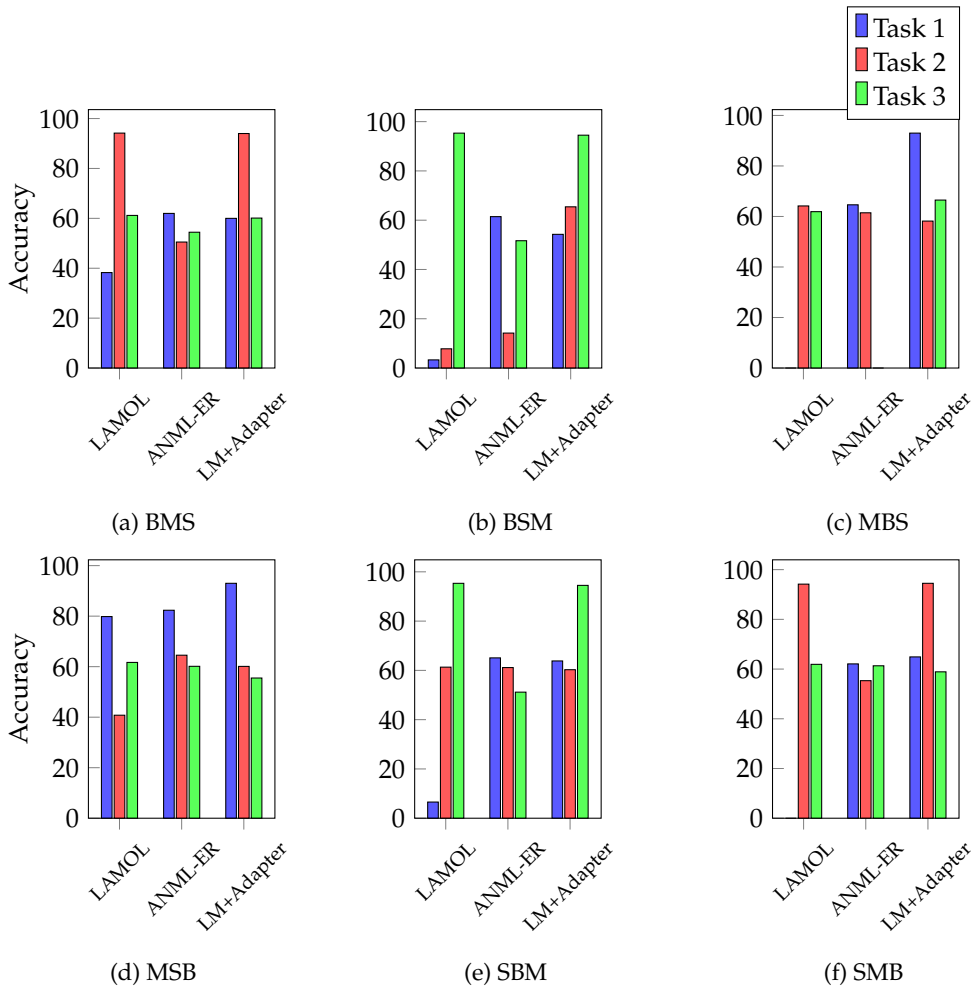 Task 1
Task 2
Task 3
Accuracy
100
80
60
40
20
0
LAMOL
ANML-ER
LM+Adapter
(a) BMS
100
80
60
40
20
0
LAMOL
ANML-ER
LM+Adapter
(b) BSM
100
80
60
40
20
0
LAMOL
ANML-ER
LM+Adapter
(c) MBS
Accuracy
100
80
60
40
20
0
LAMOL
ANML-ER
LM+Adapter
(d) MSB
100
80
60
40
20
0
LAMOL
ANML-ER
LM+Adapter
(e) SBM
100
80
60
40
20
0
LAMOL
ANML-ER
LM+Adapter
(f) SMB